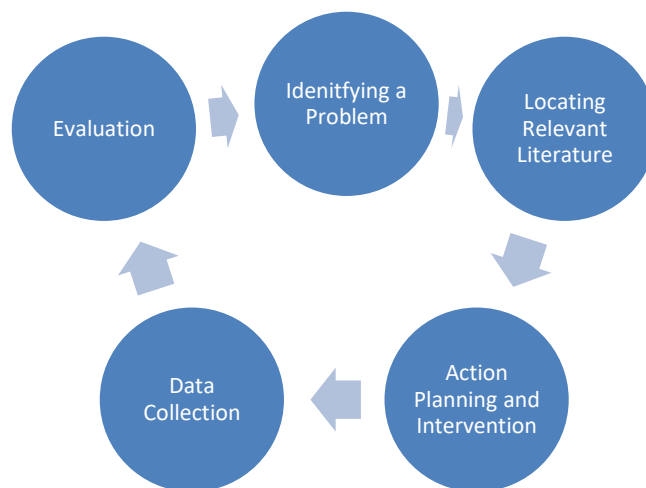 Idenitfying a
Problem
Locating
Relevant
Literature
Action
Planning and
Intervention
Data
Collection
Evaluation